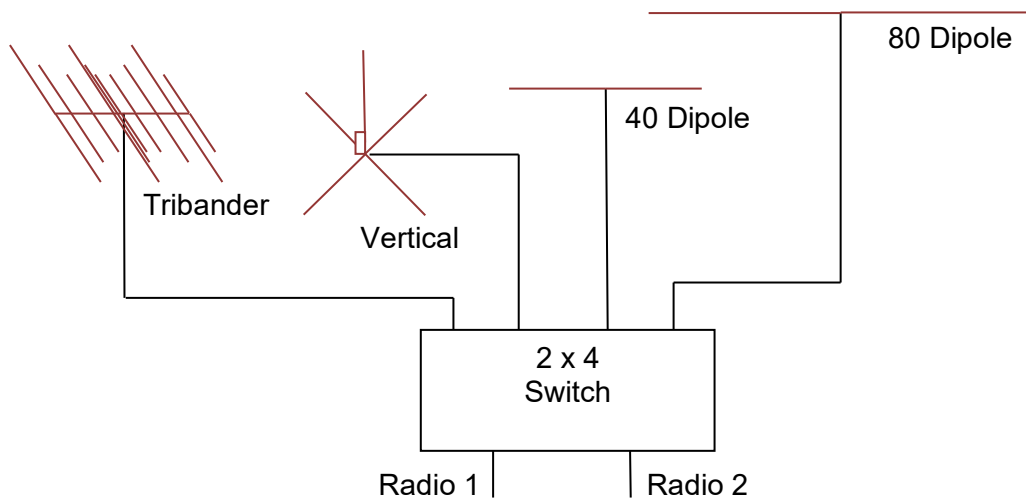 80 Dipole
40 Dipole
Tribander
Vertical
2 x 4
Switch
Radio 1
Radio 2